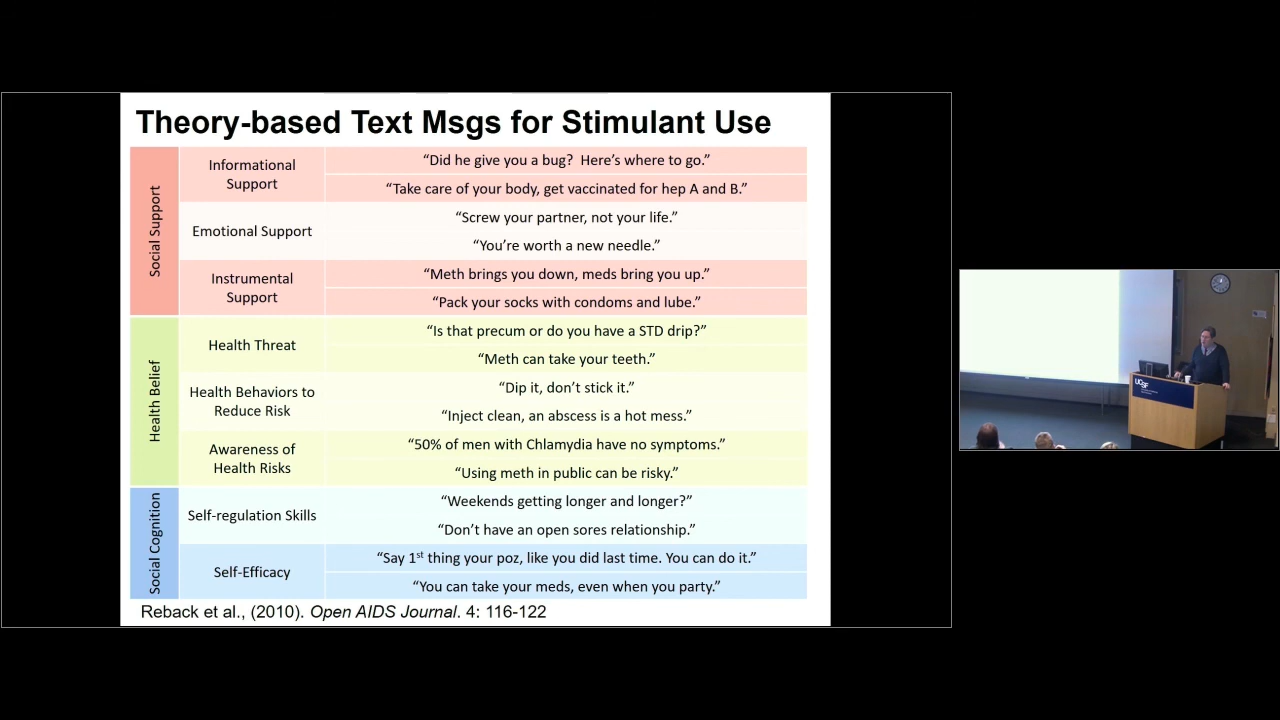 Theory-based Text Msgs for Stimulant Use
Social Support
Informational
Support
“Did he give you a bug?  Here’s where to go.”
“Take care of your body, get vaccinated for hep A and B.”
Emotional Support
“Screw your partner, not your life.”
“You’re worth a new needle.”
Instrumental
Support
“Meth brings you down, meds bring you up.”
“Pack your socks with condoms and lube.”
Health Belief
Health Threat
“Is that precum or do you have a STD drip?”
“Meth can take your teeth.”
Health Behaviors to
Reduce Risk
“Dip it, don’t stick it.”
“Inject clean, an abscess is a hot mess.”
Awareness of
Health Risks
“50% of men with Chlamydia have no symptoms.”
“Using meth in public can be risky.”
Social Cognition
Self-regulation Skills
“Weekends getting longer and longer?”
“Don’t have an open sores relationship.”
Self-Efficacy
“Say 1st thing your poz, like you did last time. You can do it.”
“You can take your meds, even when you party.”
Reback et al., (2010). Open AIDS Journal. 4: 116-122
UCSF